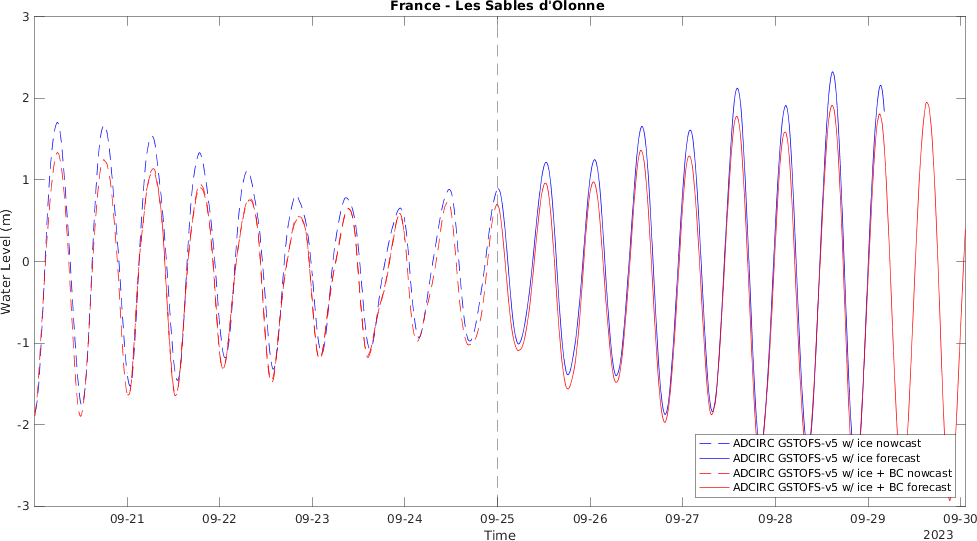 France - Les Sables d'Olonne
3
2
1
0
-1
-2
-3
Water Level (m)
ADCIRC GSTOFS-v5 w/ ice nowcast
ADCIRC GSTOFS-v5 w/ ice forecast
ADCIRC GSTOFS-v5 w/ ice + BC nowcast
ADCIRC GSTOFS-v5 w/ ice + BC forecast
09-21 09-22 09-23 09-24 09-25 09-26 09-27 09-28 09-29 09-30
Time
2023